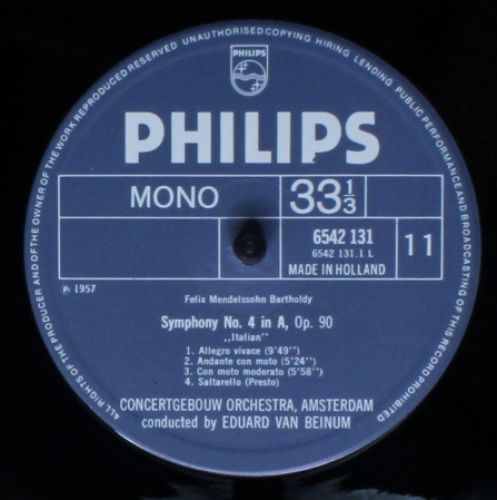 ALL RIGHTS OF THE PRODUCER AND OF THE OWNER OF THE WORK REPRODUCED RESERVED UNAUTHORISED COPYING HIRING LENDING PUBLIC PERFORMANCE AND BROADCASTING OF THIS RECORD PROHIBITED
PHILIPS
PHILIPS
MONO
33⅓
6542 131
6542 131.1 L
MADE IN HOLLAND
11
℗ 1957
Felix Mendelssohn Bartholdy
Symphony No. 4 in A, Op. 90
„Italian"
1. Allegro vivace (9'49")
2. Andante con moto (5'24")
3. Con moto moderato (5'58")
4. Saltarello (Presto)
CONCERTGEBOUW ORCHESTRA, AMSTERDAM
conducted by EDUARD VAN BEINUM